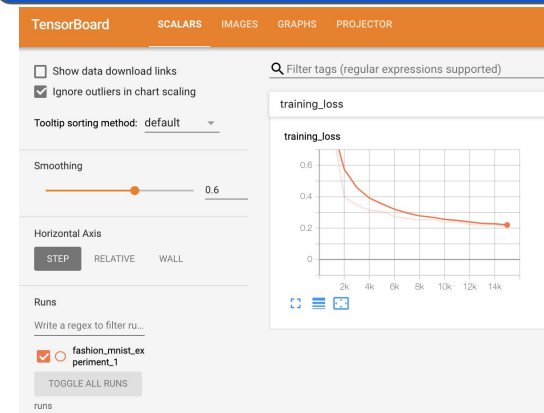 TensorBoard SCALARS IMAGES GRAPHS PROJECTOR
Show data download links
Ignore outliers in chart scaling
Tooltip sorting method: default
Smoothing
0.6
Horizontal Axis
STEP RELATIVE WALL
Runs
Write a regex to filter ru...
fashion_mnist_ex
periment_1
TOGGLE ALL RUNS
runs
Filter tags (regular expressions supported)
training_loss
training_loss
0.6
0.4
0.2
0
2k 4k 6k 8k 10k 12k 14k